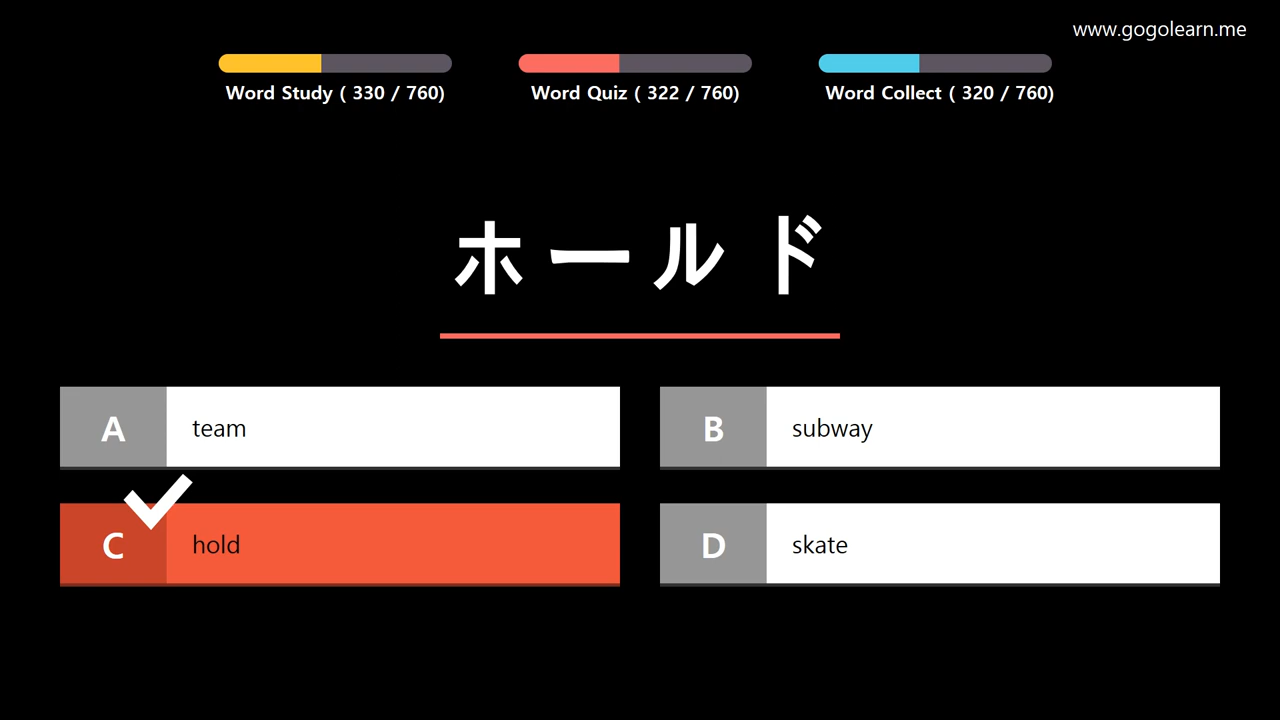 www.gogolearn.me
Word Study ( 330 / 760)
Word Quiz ( 322 / 760)
Word Collect ( 320 / 760)
ホールド
A team
B subway
C hold
D skate